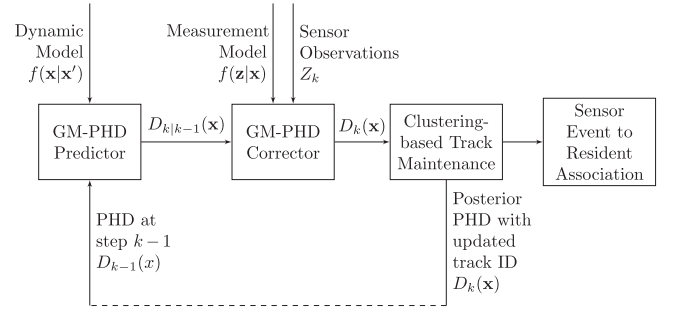 Dynamic
Model
f(x|x′)
Measurement
Model
f(z|x)
Sensor
Observations
Z_k
GM-PHD
Predictor
D_{k|k−1}(x)
GM-PHD
Corrector
D_k(x)
Clustering-
based Track
Maintenance
Sensor
Event to
Resident
Association
PHD at
step k − 1
D_{k−1}(x)
Posterior
PHD with
updated
track ID
D_k(x)